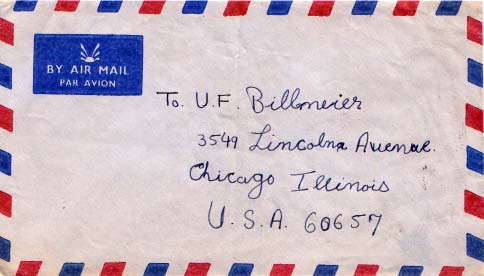 BY AIR MAIL
PAR AVION
To. U.F. Billmeier
3549 Lincolna Avenue.
Chicago Illinois
U.S.A. 60657